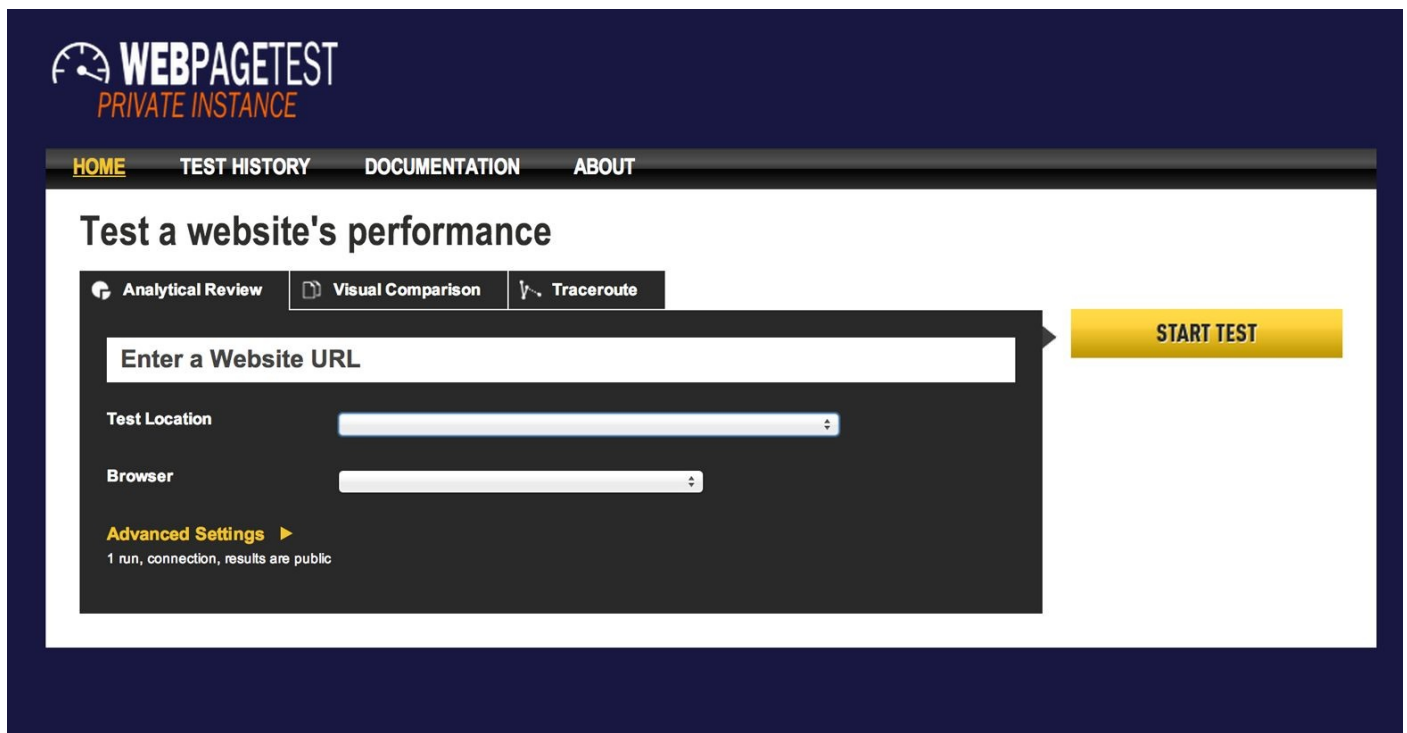 WEBPAGETEST
PRIVATE INSTANCE
HOME TEST HISTORY DOCUMENTATION ABOUT
Test a website's performance
Analytical Review Visual Comparison Traceroute
START TEST
Enter a Website URL
Test Location
Browser
Advanced Settings
1 run, connection, results are public